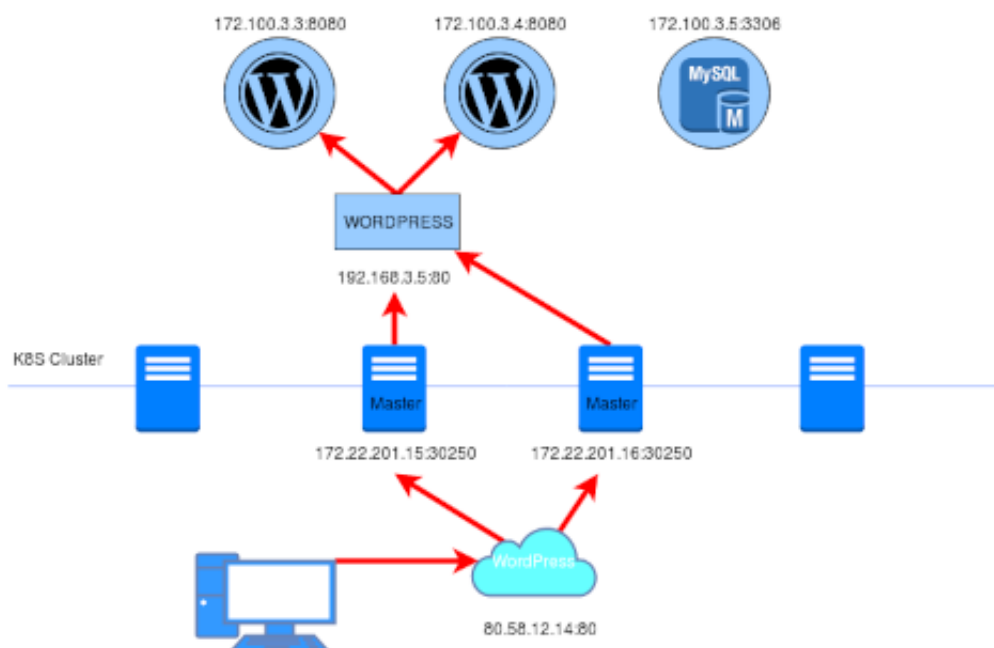 172.100.3.3:8080
172.100.3.4:8080
172.100.3.5:3306
MySQL
M
WORDPRESS
192.168.3.5:80
K8S Cluster
Master
Master
172.22.201.15:30250
172.22.201.16:30250
WordPress
80.58.12.14:80